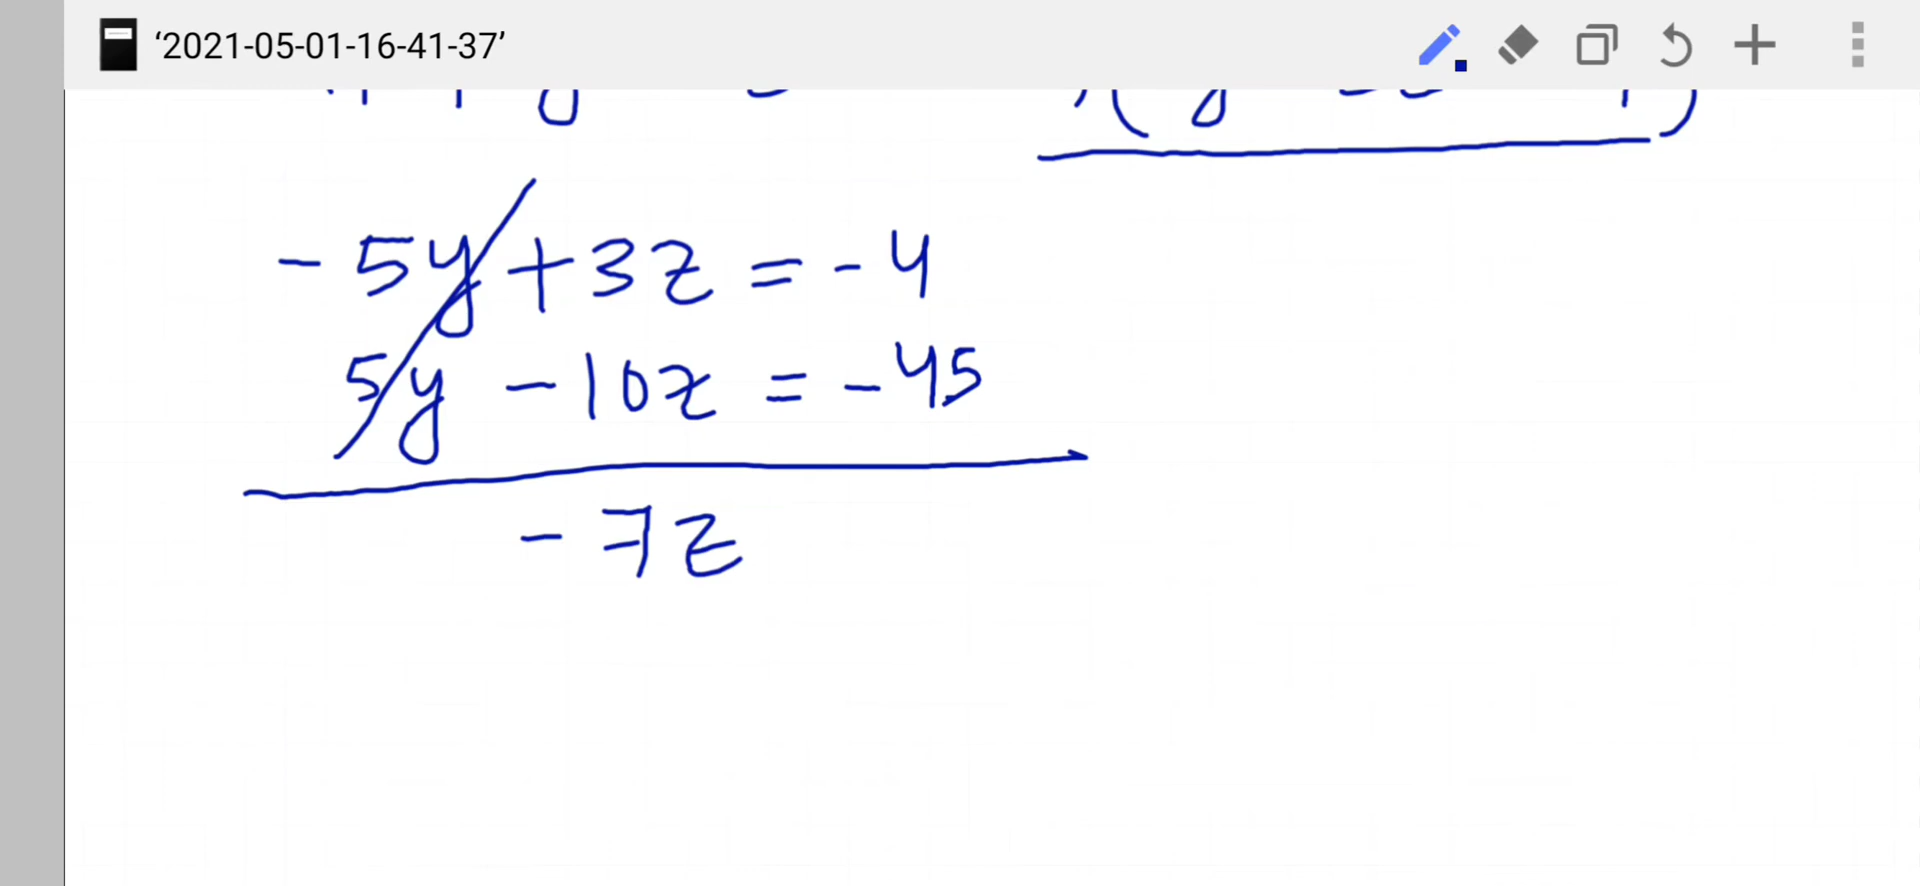 ‘2021-05-01-16-41-37’
- 5y + 3z = - 4
5y - 10z = - 45
- 7z